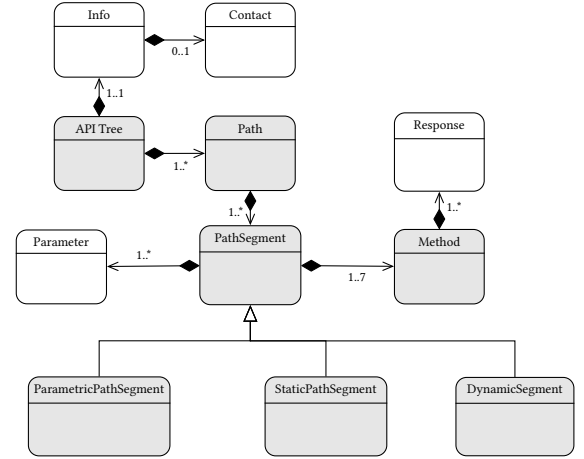 Info
Contact
0..1
1..1
API Tree
Path
1..*
Response
1..*
1..*
Parameter
PathSegment
Method
1..*
1..7
ParametricPathSegment
StaticPathSegment
DynamicSegment